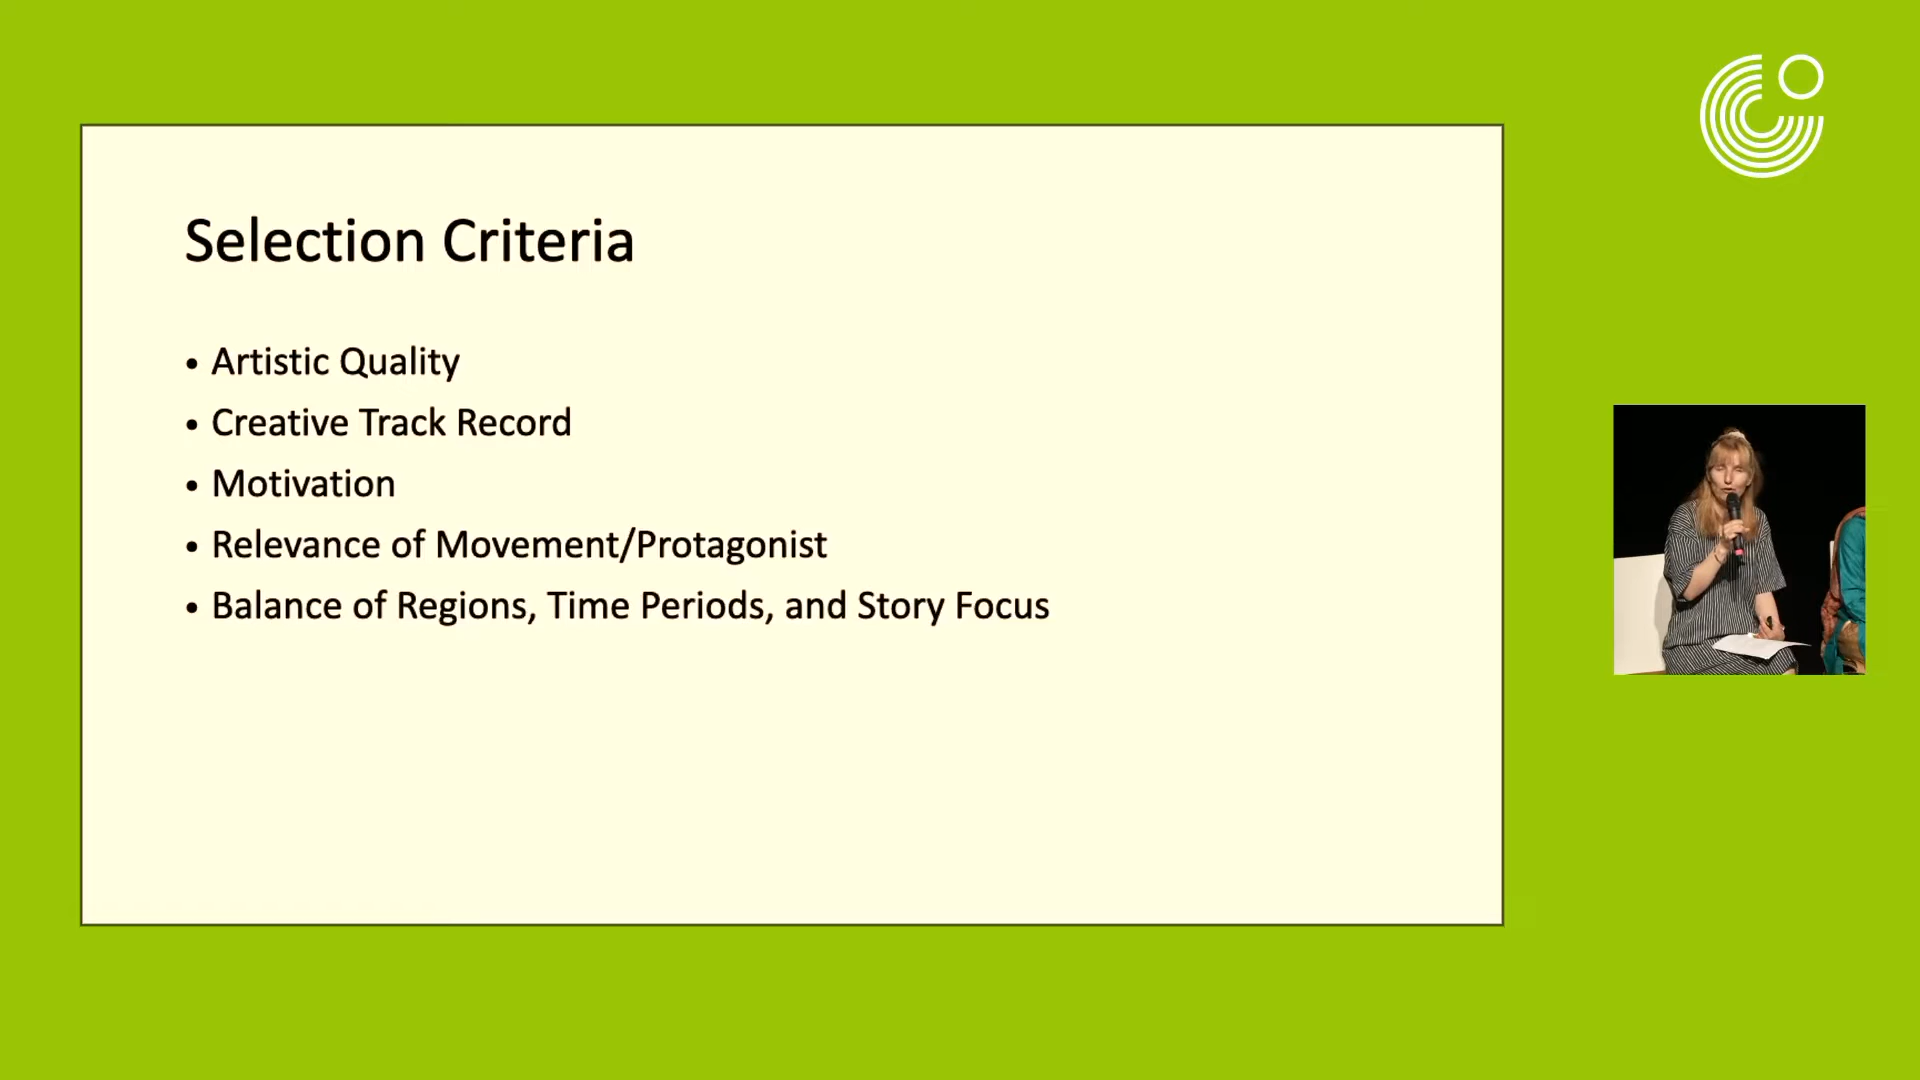 Selection Criteria
• Artistic Quality
• Creative Track Record
• Motivation
• Relevance of Movement/Protagonist
• Balance of Regions, Time Periods, and Story Focus